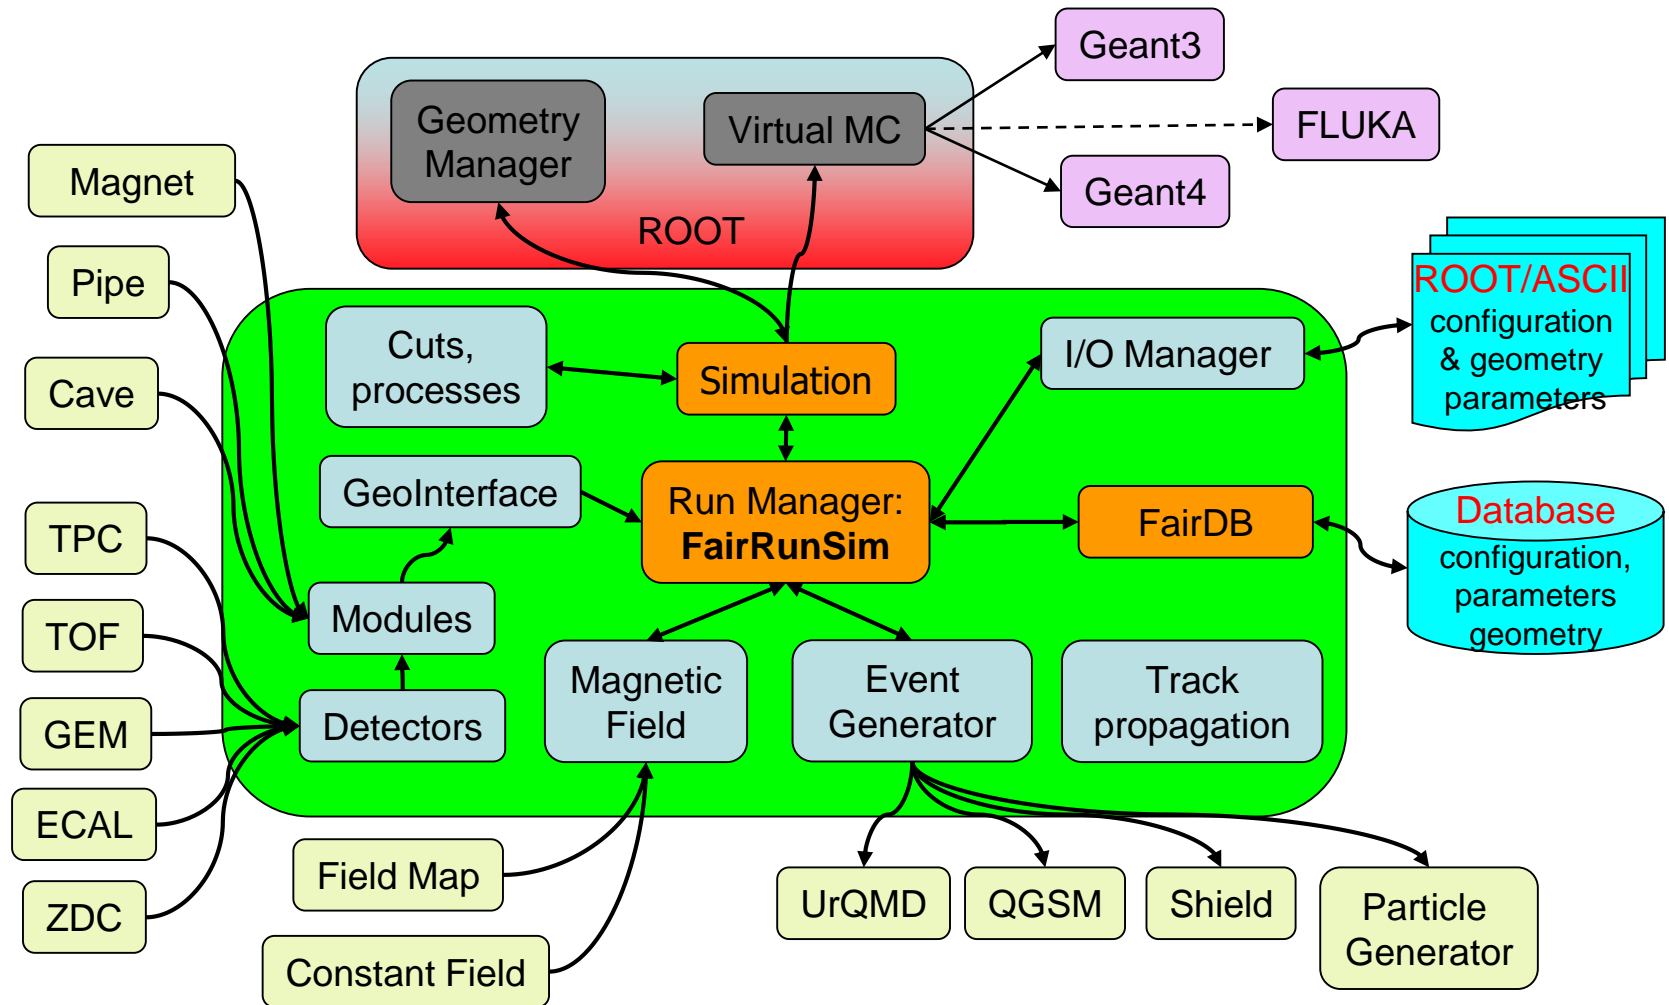 Geant3
Geometry
Manager
Virtual MC
FLUKA
Magnet
Geant4
ROOT
Pipe
ROOT/ASCII
configuration
& geometry
parameters
Cuts,
processes
Simulation
I/O Manager
Cave
GeoInterface
Run Manager:
FairRunSim
FairDB
Database
configuration,
parameters
geometry
TPC
Modules
TOF
Magnetic
Field
Event
Generator
Track
propagation
Detectors
GEM
ECAL
Field Map
UrQMD
QGSM
Shield
Particle
Generator
ZDC
Constant Field